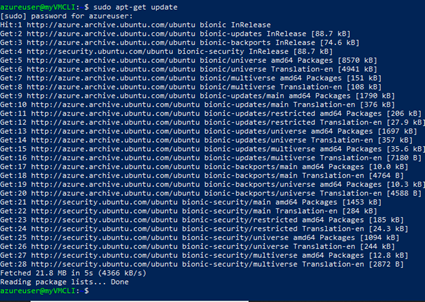 azureuser@myVMCLI:~$ sudo apt-get update
[sudo] password for azureuser:
Hit:1 http://azure.archive.ubuntu.com/ubuntu bionic InRelease
Get:2 http://azure.archive.ubuntu.com/ubuntu bionic-updates InRelease [88.7 kB]
Get:3 http://azure.archive.ubuntu.com/ubuntu bionic-backports InRelease [74.6 kB]
Get:4 http://security.ubuntu.com/ubuntu bionic-security InRelease [88.7 kB]
Get:5 http://azure.archive.ubuntu.com/ubuntu bionic/universe amd64 Packages [8570 kB]
Get:6 http://azure.archive.ubuntu.com/ubuntu bionic/universe Translation-en [4941 kB]
Get:7 http://azure.archive.ubuntu.com/ubuntu bionic/multiverse amd64 Packages [151 kB]
Get:8 http://azure.archive.ubuntu.com/ubuntu bionic/multiverse Translation-en [108 kB]
Get:9 http://azure.archive.ubuntu.com/ubuntu bionic-updates/main amd64 Packages [1790 kB]
Get:10 http://azure.archive.ubuntu.com/ubuntu bionic-updates/main Translation-en [376 kB]
Get:11 http://azure.archive.ubuntu.com/ubuntu bionic-updates/restricted amd64 Packages [206 kB]
Get:12 http://azure.archive.ubuntu.com/ubuntu bionic-updates/restricted Translation-en [27.9 kB]
Get:13 http://azure.archive.ubuntu.com/ubuntu bionic-updates/universe amd64 Packages [1697 kB]
Get:14 http://azure.archive.ubuntu.com/ubuntu bionic-updates/universe Translation-en [357 kB]
Get:15 http://azure.archive.ubuntu.com/ubuntu bionic-updates/multiverse amd64 Packages [35.6 kB]
Get:16 http://azure.archive.ubuntu.com/ubuntu bionic-updates/multiverse Translation-en [7180 B]
Get:17 http://azure.archive.ubuntu.com/ubuntu bionic-backports/main amd64 Packages [10.0 kB]
Get:18 http://azure.archive.ubuntu.com/ubuntu bionic-backports/main Translation-en [4764 B]
Get:19 http://azure.archive.ubuntu.com/ubuntu bionic-backports/universe amd64 Packages [10.3 kB]
Get:20 http://azure.archive.ubuntu.com/ubuntu bionic-backports/universe Translation-en [4588 B]
Get:21 http://security.ubuntu.com/ubuntu bionic-security/main amd64 Packages [1453 kB]
Get:22 http://security.ubuntu.com/ubuntu bionic-security/main Translation-en [284 kB]
Get:23 http://security.ubuntu.com/ubuntu bionic-security/restricted amd64 Packages [185 kB]
Get:24 http://security.ubuntu.com/ubuntu bionic-security/restricted Translation-en [24.3 kB]
Get:25 http://security.ubuntu.com/ubuntu bionic-security/universe amd64 Packages [1094 kB]
Get:26 http://security.ubuntu.com/ubuntu bionic-security/universe Translation-en [244 kB]
Get:27 http://security.ubuntu.com/ubuntu bionic-security/multiverse amd64 Packages [12.8 kB]
Get:28 http://security.ubuntu.com/ubuntu bionic-security/multiverse Translation-en [2872 B]
Fetched 21.8 MB in 5s (4366 kB/s)
Reading package lists... Done
azureuser@myVMCLI:~$